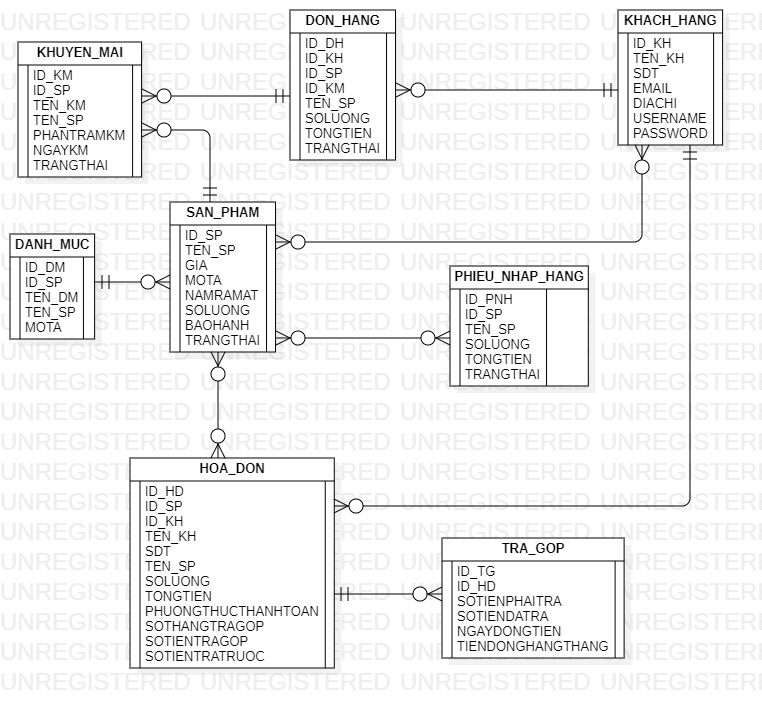 DON_HANG
ID_DH
ID_KH
ID_SP
ID_KM
TEN_SP
SOLUONG
TONGTIEN
TRANGTHAI
KHACH_HANG
ID_KH
TEN_KH
SDT
EMAIL
DIACHI
USERNAME
PASSWORD
KHUYEN_MAI
ID_KM
ID_SP
TEN_KM
TEN_SP
PHANTRAMKM
NGAYKM
TRANGTHAI
SAN_PHAM
ID_SP
TEN_SP
GIA
MOTA
NAMRAMAT
SOLUONG
BAOHANH
TRANGTHAI
DANH_MUC
ID_DM
ID_SP
TEN_DM
TEN_SP
MOTA
PHIEU_NHAP_HANG
ID_PNH
ID_SP
TEN_SP
SOLUONG
TONGTIEN
TRANGTHAI
HOA_DON
ID_HD
ID_SP
ID_KH
TEN_KH
SDT
TEN_SP
SOLUONG
TONGTIEN
PHUONGTHUCTHANHTOAN
SOTHANGTRAGOP
SOTIENTRAGOP
SOTIENTRATRUOC
TRA_GOP
ID_TG
ID_HD
SOTIENPHAITRA
SOTIENDATRA
NGAYDONGTIEN
TIENDONGHANGTHANG
UNREGISTERED